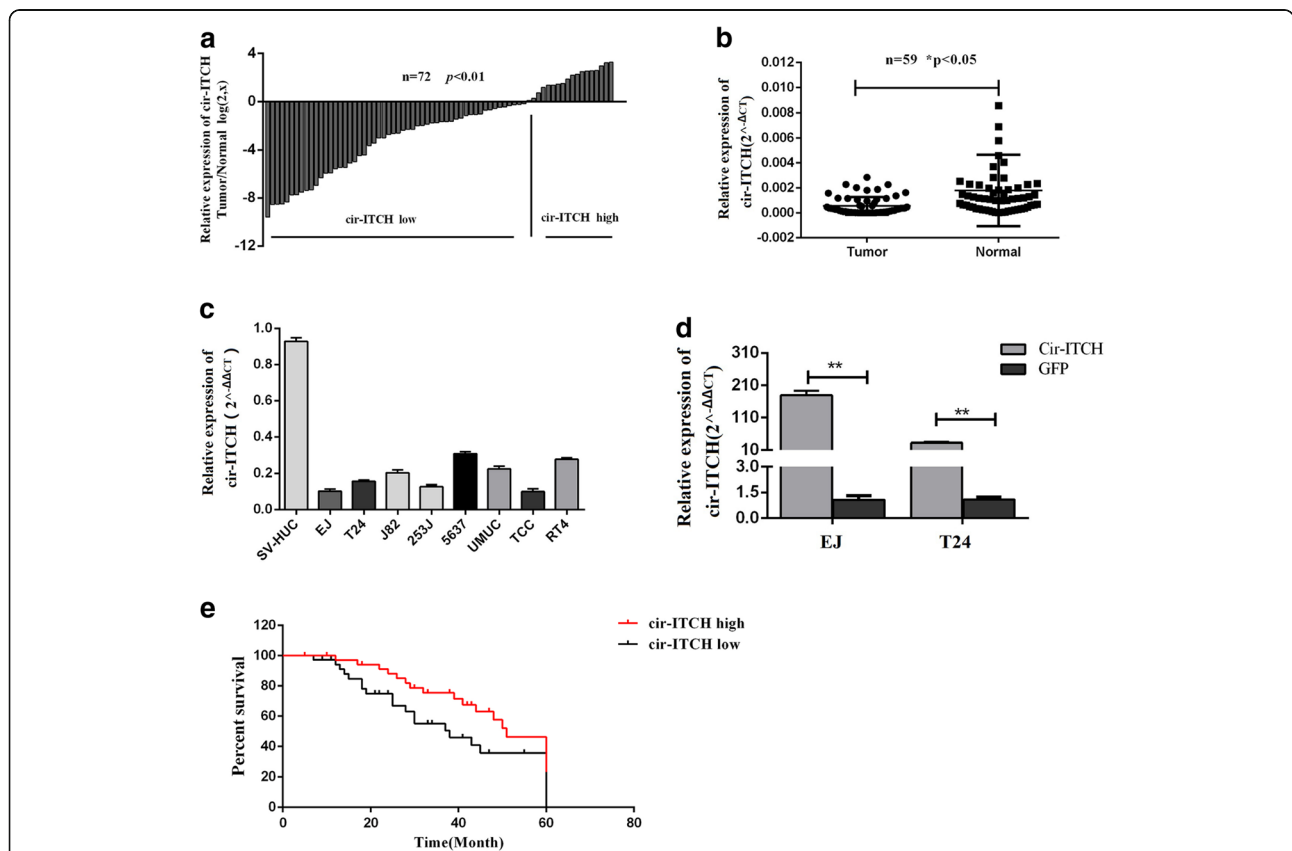 a
Relative expression of cir-ITCH
Tumor/Normal log(2,x)
4
0
-4
-8
-12
n=72 p<0.01
cir-ITCH low
cir-ITCH high
b
Relative expression of
cir-ITCH(2^-ΔCT)
0.012
0.010
0.008
0.006
0.004
0.002
0.000
-0.002
n=59 *p<0.05
Tumor
Normal
c
Relative expression of
cir-ITCH ( 2^-ΔΔCT )
1.0
0.8
0.6
0.4
0.2
0.0
SV-HUC
EJ
T24
J82
253J
5637
UMUC
TCC
RT4
d
Relative expression of
cir-ITCH(2^-ΔΔCT)
310
210
110
10
3.0
1.5
0.0
**
**
EJ
T24
Cir-ITCH
GFP
e
Percent survival
120
100
80
60
40
20
0
0
20
40
60
80
Time(Month)
cir-ITCH high
cir-ITCH low